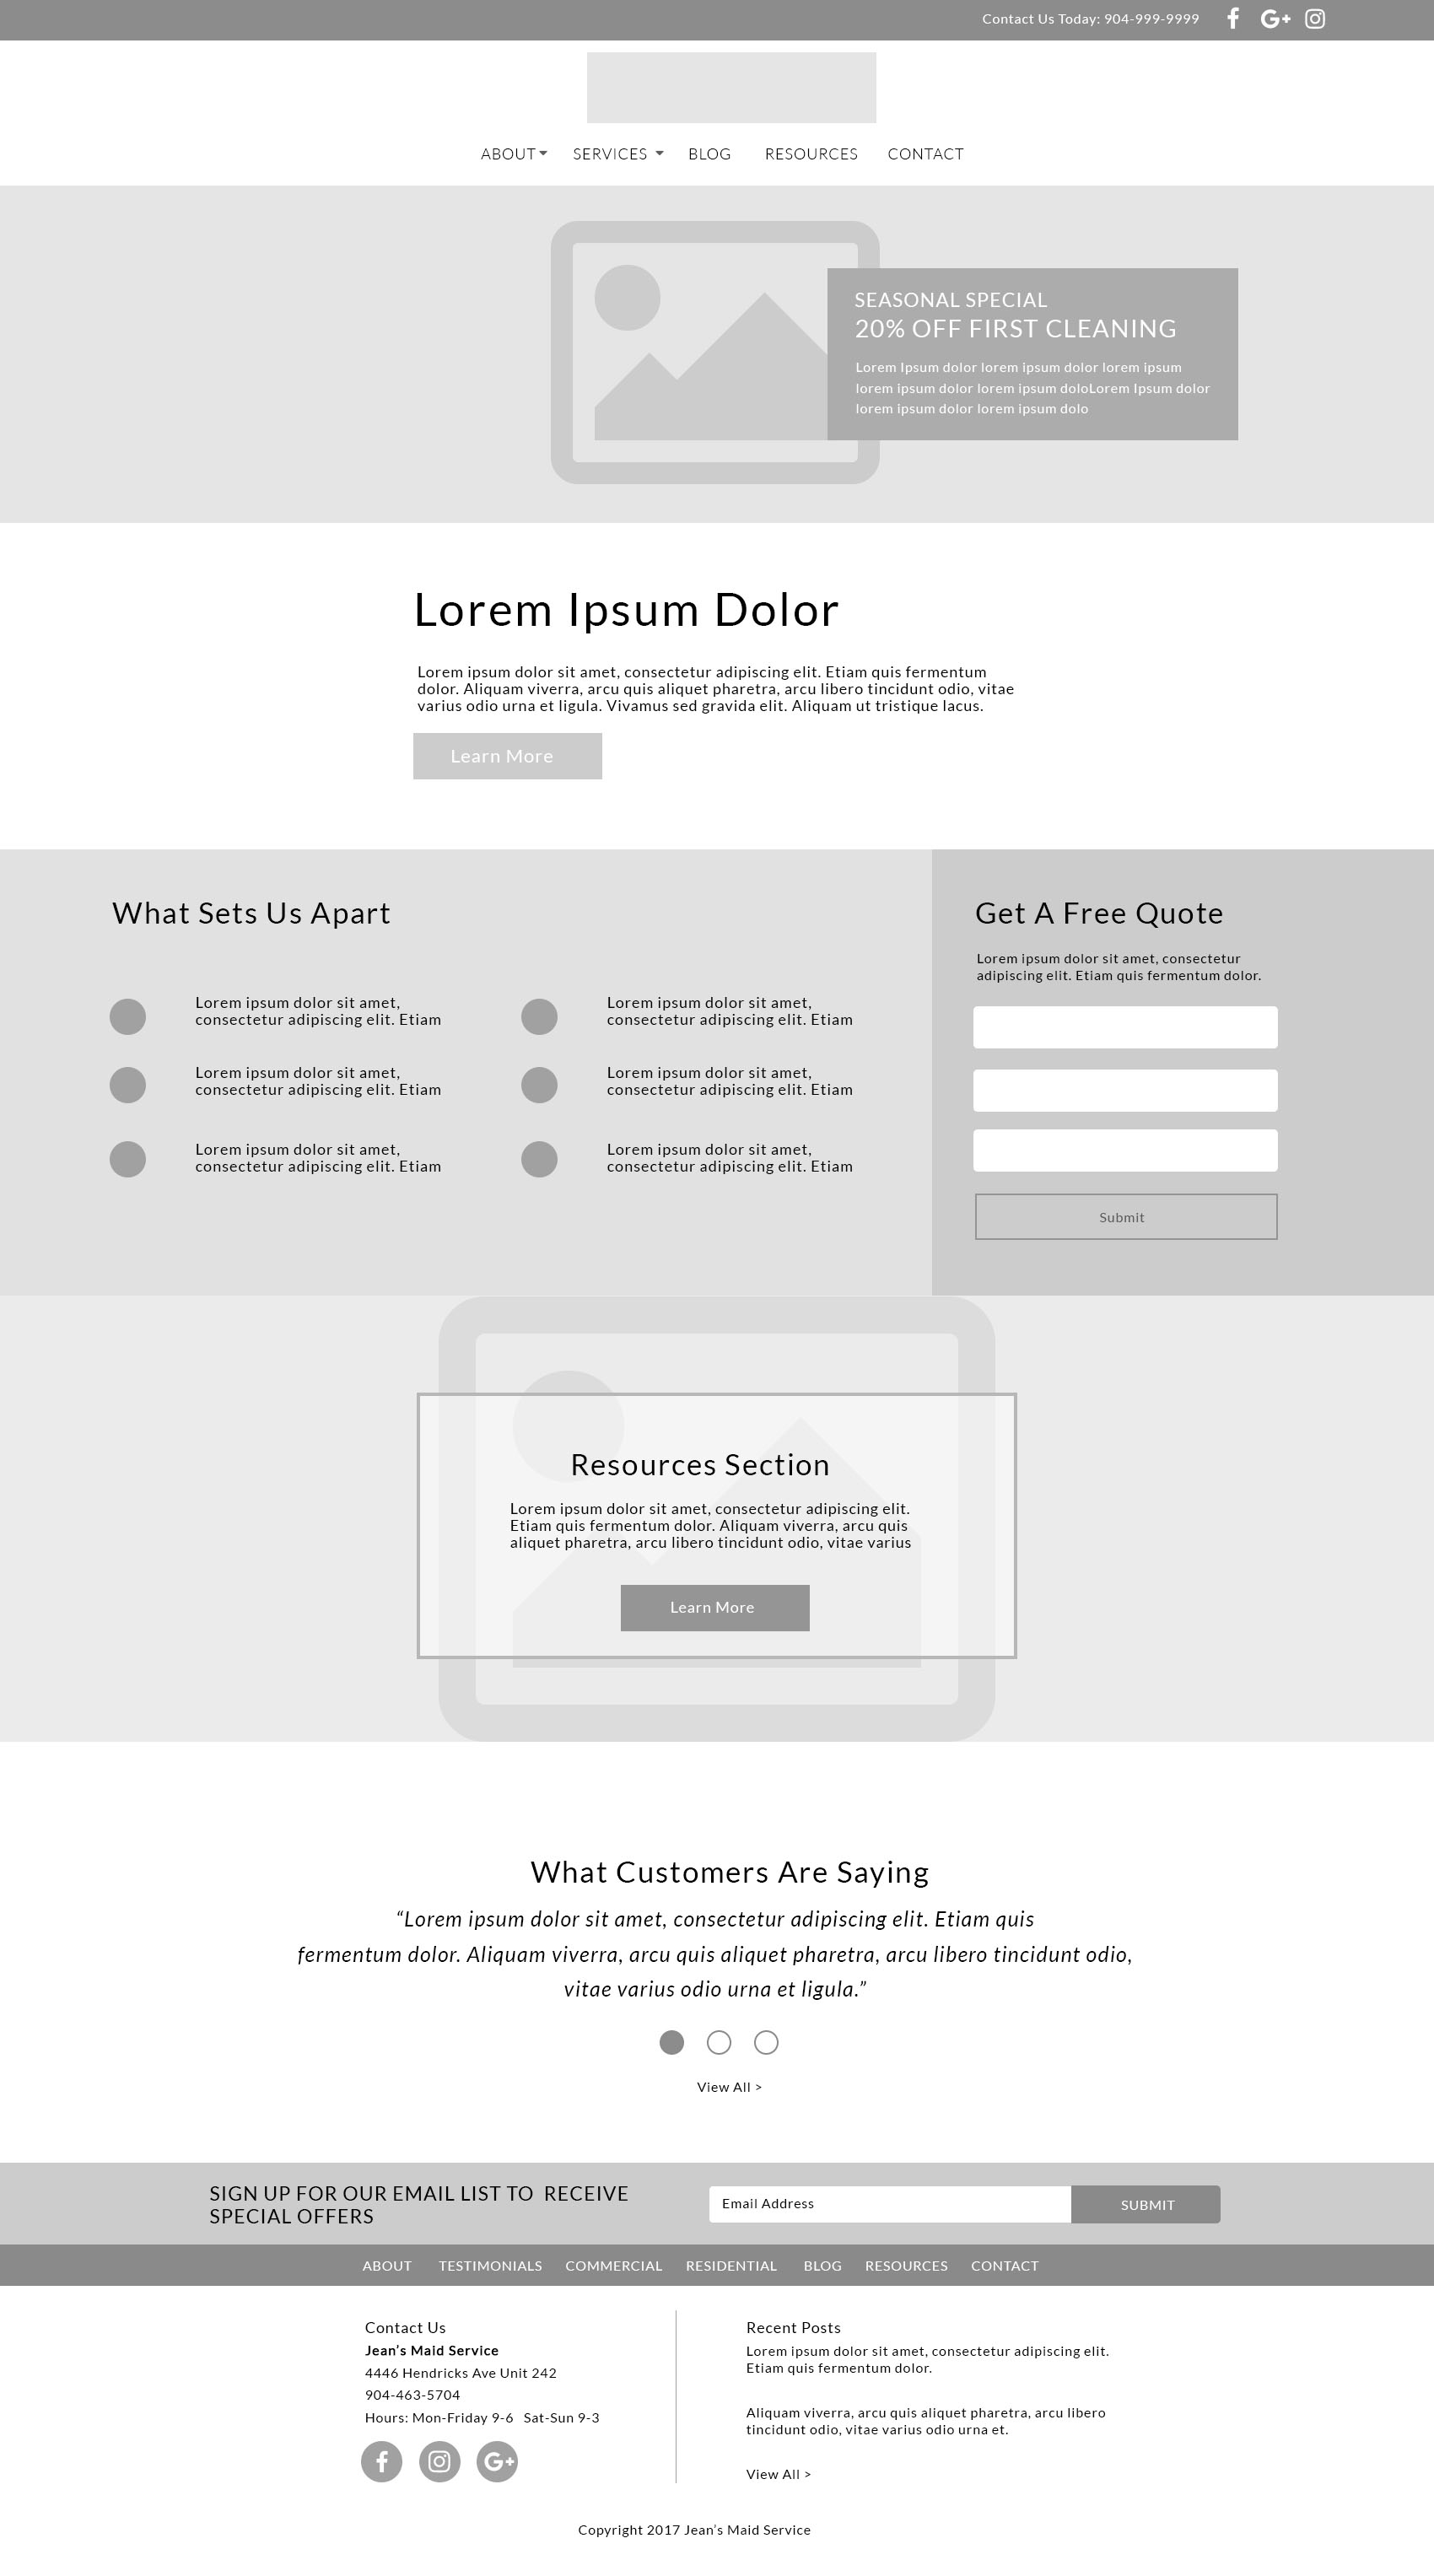 Contact Us Today: 904-999-9999
ABOUT SERVICES BLOG RESOURCES CONTACT
SEASONAL SPECIAL
20% OFF FIRST CLEANING
Lorem Ipsum dolor lorem ipsum dolor lorem ipsum
lorem ipsum dolor lorem ipsum doloLorem Ipsum dolor
lorem ipsum dolor lorem ipsum dolo
Lorem Ipsum Dolor
Lorem ipsum dolor sit amet, consectetur adipiscing elit. Etiam quis fermentum
dolor. Aliquam viverra, arcu quis aliquet pharetra, arcu libero tincidunt odio, vitae
varius odio urna et ligula. Vivamus sed gravida elit. Aliquam ut tristique lacus.
Learn More
What Sets Us Apart
Lorem ipsum dolor sit amet,
consectetur adipiscing elit. Etiam
Lorem ipsum dolor sit amet,
consectetur adipiscing elit. Etiam
Lorem ipsum dolor sit amet,
consectetur adipiscing elit. Etiam
Lorem ipsum dolor sit amet,
consectetur adipiscing elit. Etiam
Lorem ipsum dolor sit amet,
consectetur adipiscing elit. Etiam
Lorem ipsum dolor sit amet,
consectetur adipiscing elit. Etiam
Get A Free Quote
Lorem ipsum dolor sit amet, consectetur
adipiscing elit. Etiam quis fermentum dolor.
Submit
Resources Section
Lorem ipsum dolor sit amet, consectetur adipiscing elit.
Etiam quis fermentum dolor. Aliquam viverra, arcu quis
aliquet pharetra, arcu libero tincidunt odio, vitae varius
Learn More
What Customers Are Saying
“Lorem ipsum dolor sit amet, consectetur adipiscing elit. Etiam quis
fermentum dolor. Aliquam viverra, arcu quis aliquet pharetra, arcu libero tincidunt odio,
vitae varius odio urna et ligula.”
View All >
SIGN UP FOR OUR EMAIL LIST TO RECEIVE
SPECIAL OFFERS
Email Address
SUBMIT
ABOUT TESTIMONIALS COMMERCIAL RESIDENTIAL BLOG RESOURCES CONTACT
Contact Us
Jean’s Maid Service
4446 Hendricks Ave Unit 242
904-463-5704
Hours: Mon-Friday 9-6 Sat-Sun 9-3
Recent Posts
Lorem ipsum dolor sit amet, consectetur adipiscing elit.
Etiam quis fermentum dolor.
Aliquam viverra, arcu quis aliquet pharetra, arcu libero
tincidunt odio, vitae varius odio urna et.
View All >
Copyright 2017 Jean’s Maid Service